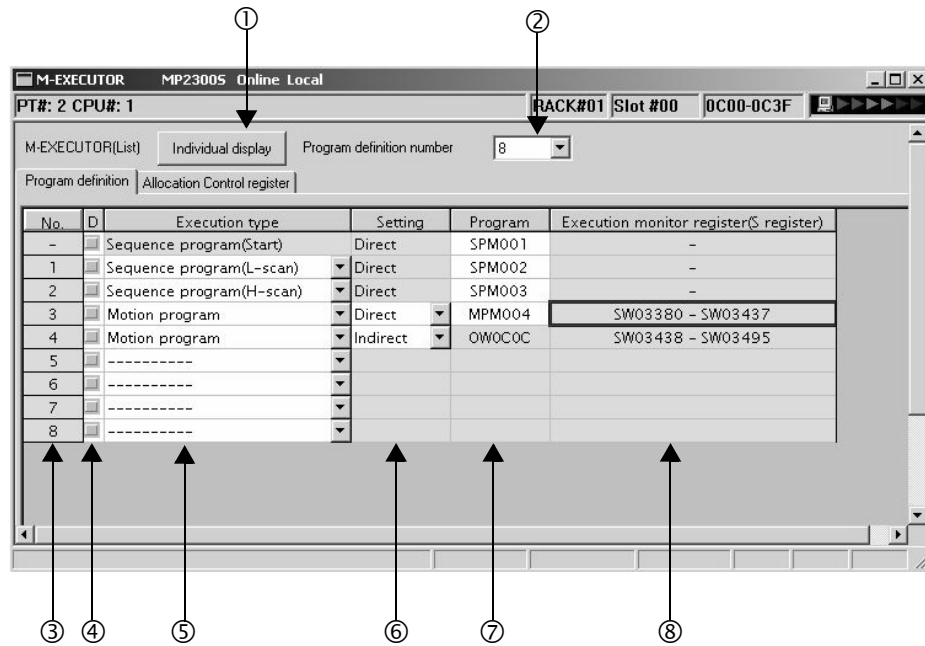 ① ②
M-EXECUTOR MP2300S Online Local
PT#: 2 CPU#: 1 RACK#01 Slot #00 0C00-0C3F
M-EXECUTOR(List) Individual display Program definition number 8
Program definition Allocation Control register
No. D Execution type Setting Program Execution monitor register(S register)
– Sequence program(Start) Direct SPM001 –
1 Sequence program(L-scan) Direct SPM002 –
2 Sequence program(H-scan) Direct SPM003 –
3 Motion program Direct MPM004 SW03380 - SW03437
4 Motion program Indirect OW0C0C SW03438 - SW03495
5 ----------
6 ----------
7 ----------
8 ----------
③ ④ ⑤ ⑥ ⑦ ⑧